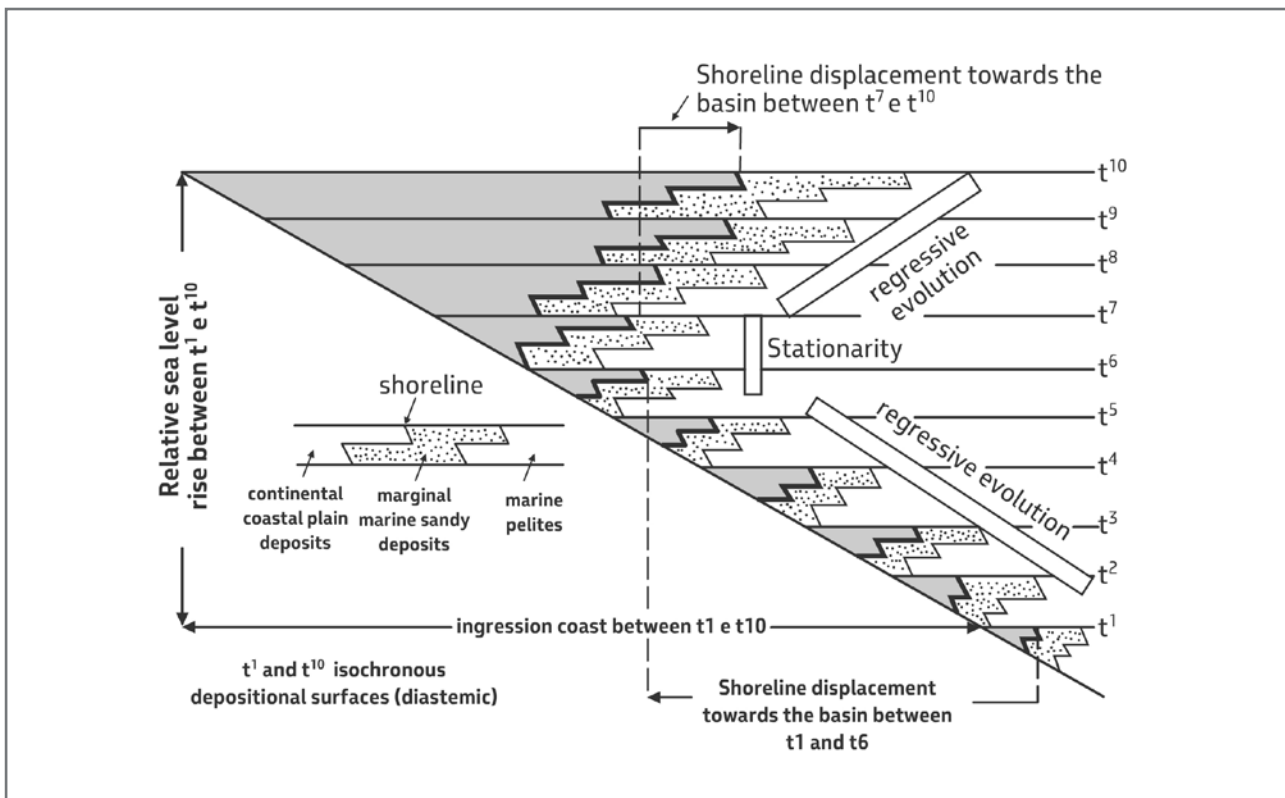 Shoreline displacement towards the
basin between t⁷ e t¹⁰
t¹⁰
t⁹
t⁸
t⁷
t⁶
t⁵
t⁴
t³
t²
t¹
regressive
evolution
Stationarity
regressive evolution
Relative sea level
rise between t¹ e t¹⁰
shoreline
continental
coastal plain
deposits
marginal
marine sandy
deposits
marine
pelites
ingression coast between t1 e t10
t¹ and t¹⁰ isochronous
depositional surfaces (diastemic)
Shoreline displacement
towards the basin between
t1 and t6